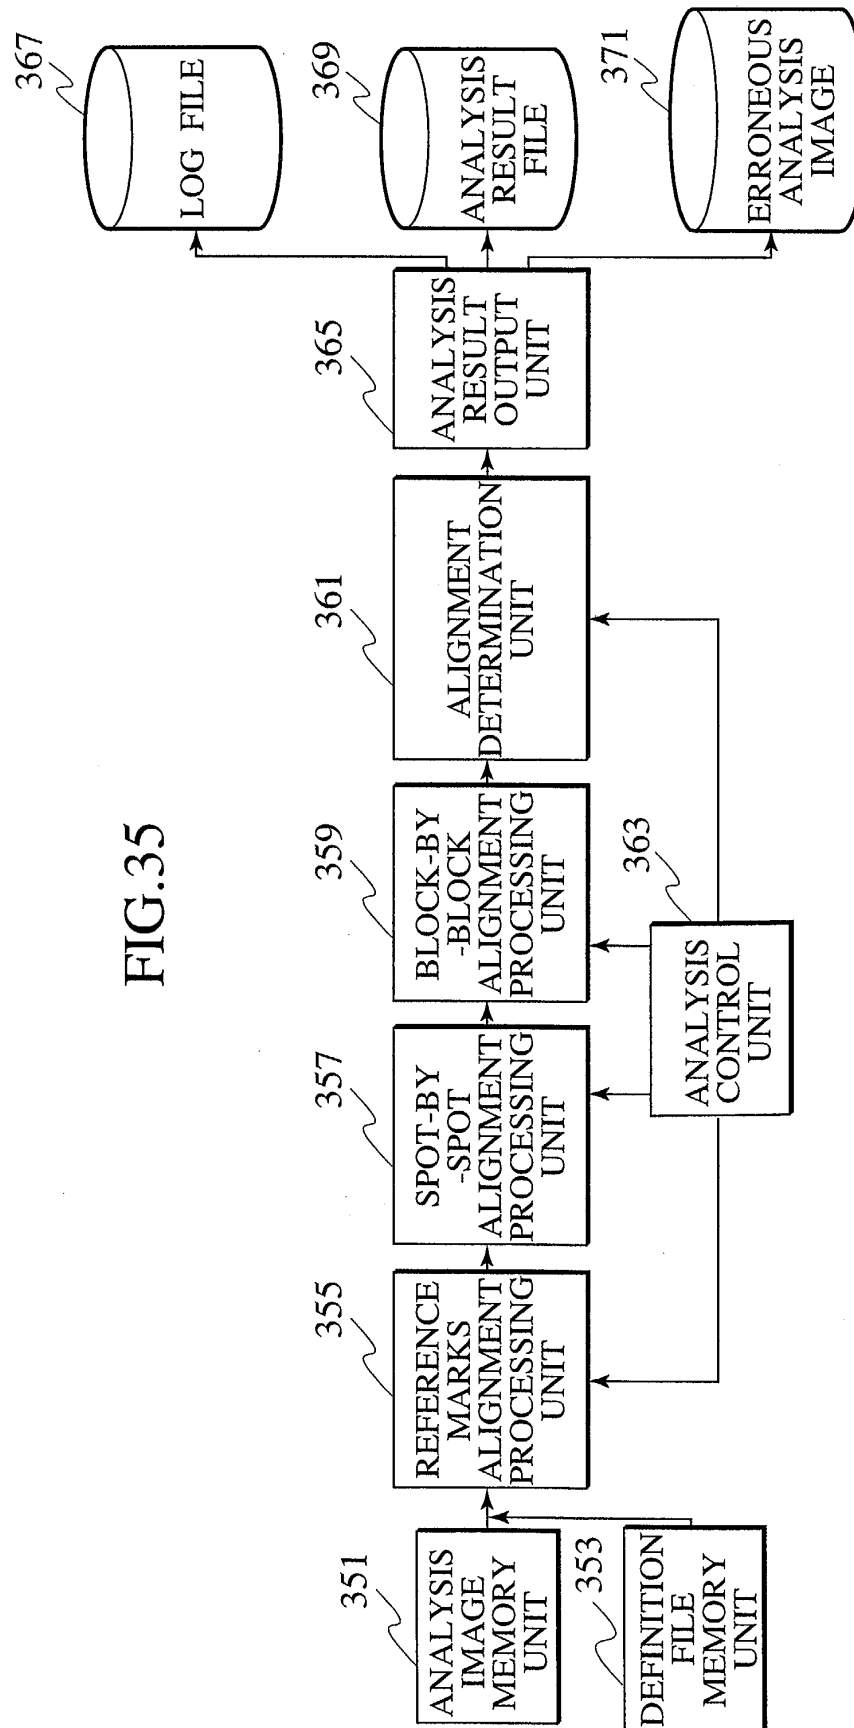 FIG.35
351
ANALYSIS
IMAGE
MEMORY
UNIT
353
DEFINITION
FILE
MEMORY
UNIT
355
REFERENCE
MARKS
ALIGNMENT
PROCESSING
UNIT
357
SPOT-BY
-SPOT
ALIGNMENT
PROCESSING
UNIT
359
BLOCK-BY
-BLOCK
ALIGNMENT
PROCESSING
UNIT
361
ALIGNMENT
DETERMINATION
UNIT
363
ANALYSIS
CONTROL
UNIT
365
ANALYSIS
RESULT
OUTPUT
UNIT
367
LOG FILE
369
ANALYSIS
RESULT
FILE
371
ERRONEOUS
ANALYSIS
IMAGE